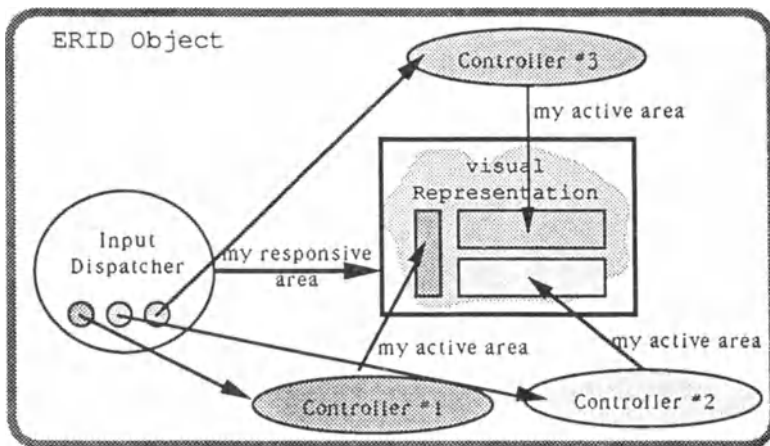 ERID Object
Controller #3
my active area
visual
Representation
Input
Dispatcher
my responsive
area
my active area
my active area
Controller #1
Controller #2